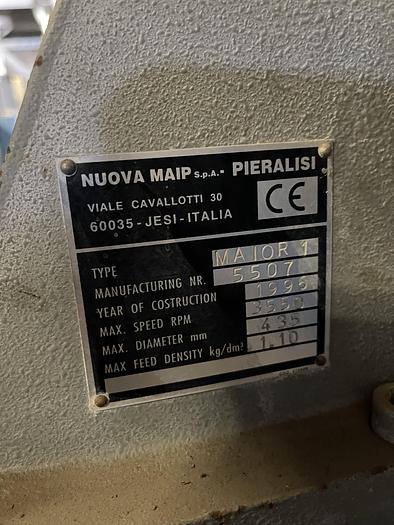 NUOVA MAIP S.p.A.- PIERALISI
VIALE CAVALLOTTI 30
60035 - JESI - ITALIA
CE
TYPE MAIOR 1
MANUFACTURING NR. 5507
YEAR OF COSTRUCTION 1995
MAX. SPEED RPM 3550
MAX. DIAMETER mm 435
MAX FEED DENSITY kg/dm³ 1.10